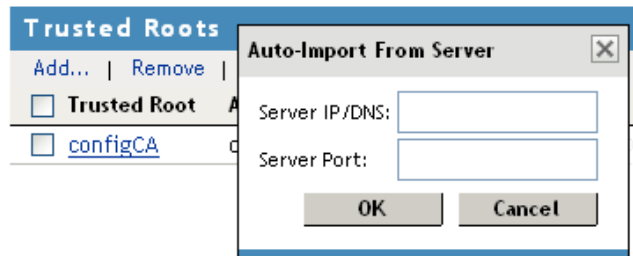 Trusted Roots
Add... | Remove |
Trusted Root
configCA
Auto-Import From Server
Server IP/DNS:
Server Port:
OK Cancel